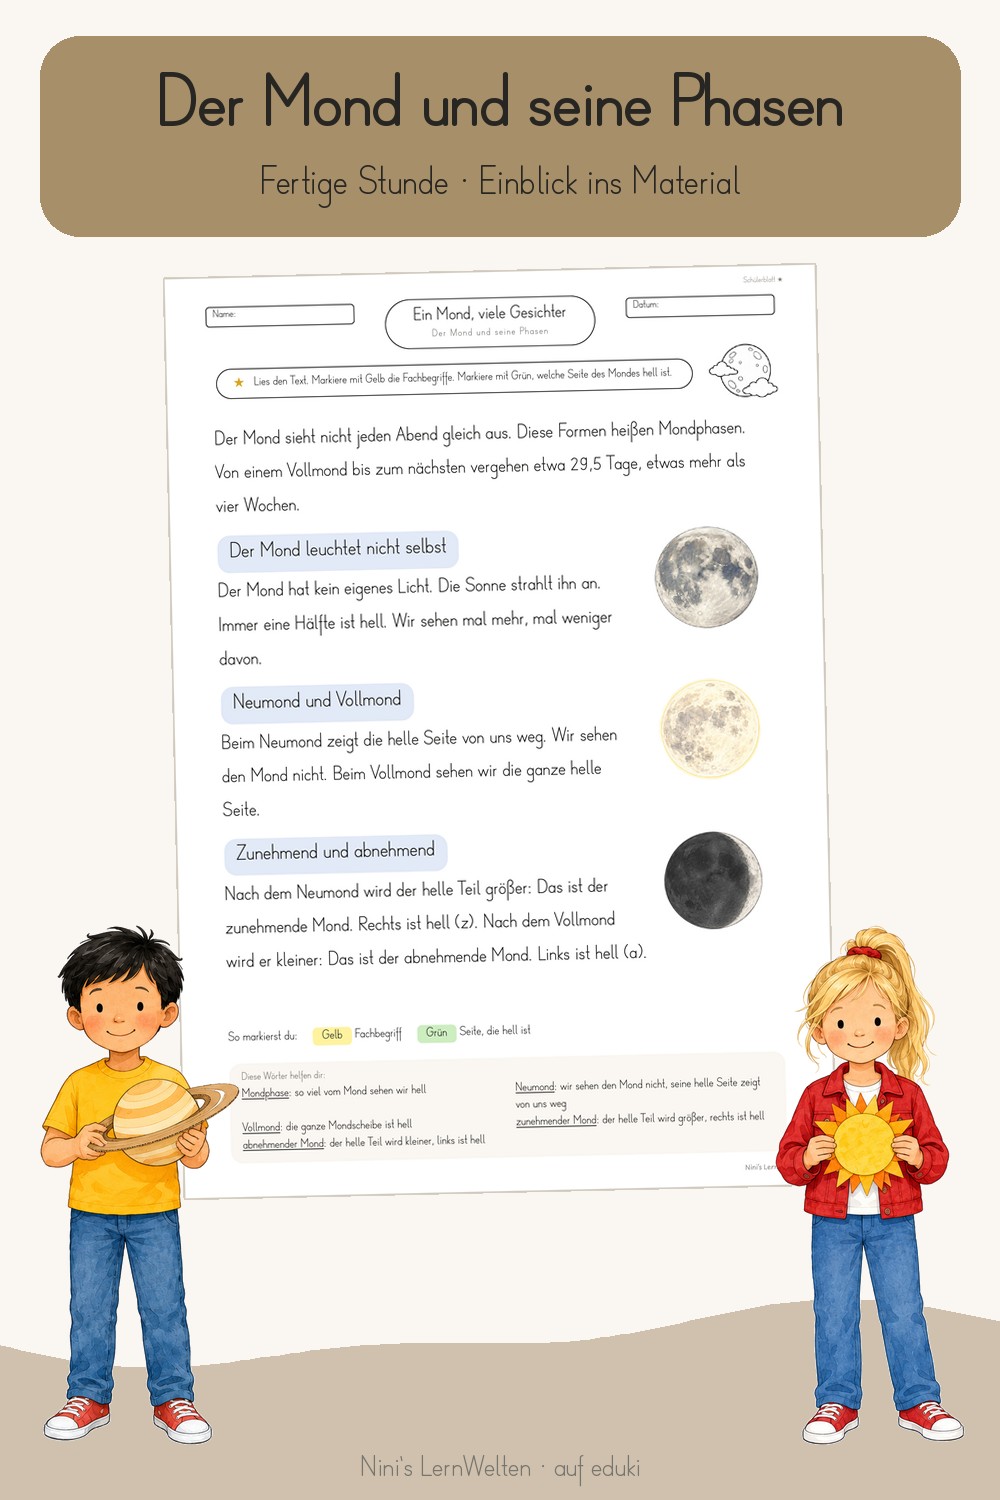 Der Mond und seine Phasen
Fertige Stunde · Einblick ins Material
Schülerblatt ★
Name:
Ein Mond, viele Gesichter
Der Mond und seine Phasen
Datum:
★ Lies den Text. Markiere mit Gelb die Fachbegriffe. Markiere mit Grün, welche Seite des Mondes hell ist.
Der Mond sieht nicht jeden Abend gleich aus. Diese Formen heißen Mondphasen.
Von einem Vollmond bis zum nächsten vergehen etwa 29,5 Tage, etwas mehr als
vier Wochen.
Der Mond leuchtet nicht selbst
Der Mond hat kein eigenes Licht. Die Sonne strahlt ihn an.
Immer eine Hälfte ist hell. Wir sehen mal mehr, mal weniger
davon.
Neumond und Vollmond
Beim Neumond zeigt die helle Seite von uns weg. Wir sehen
den Mond nicht. Beim Vollmond sehen wir die ganze helle
Seite.
Zunehmend und abnehmend
Nach dem Neumond wird der helle Teil größer: Das ist der
zunehmende Mond. Rechts ist hell (z). Nach dem Vollmond
wird er kleiner: Das ist der abnehmende Mond. Links ist hell (a).
So markierst du: Gelb Fachbegriff Grün Seite, die hell ist
Diese Wörter helfen dir:
Mondphase: so viel vom Mond sehen wir hell
Vollmond: die ganze Mondscheibe ist hell
abnehmender Mond: der helle Teil wird kleiner, links ist hell
Neumond: wir sehen den Mond nicht, seine helle Seite zeigt
von uns weg
zunehmender Mond: der helle Teil wird größer, rechts ist hell
Nini's
Nini's LernWelten · auf eduki